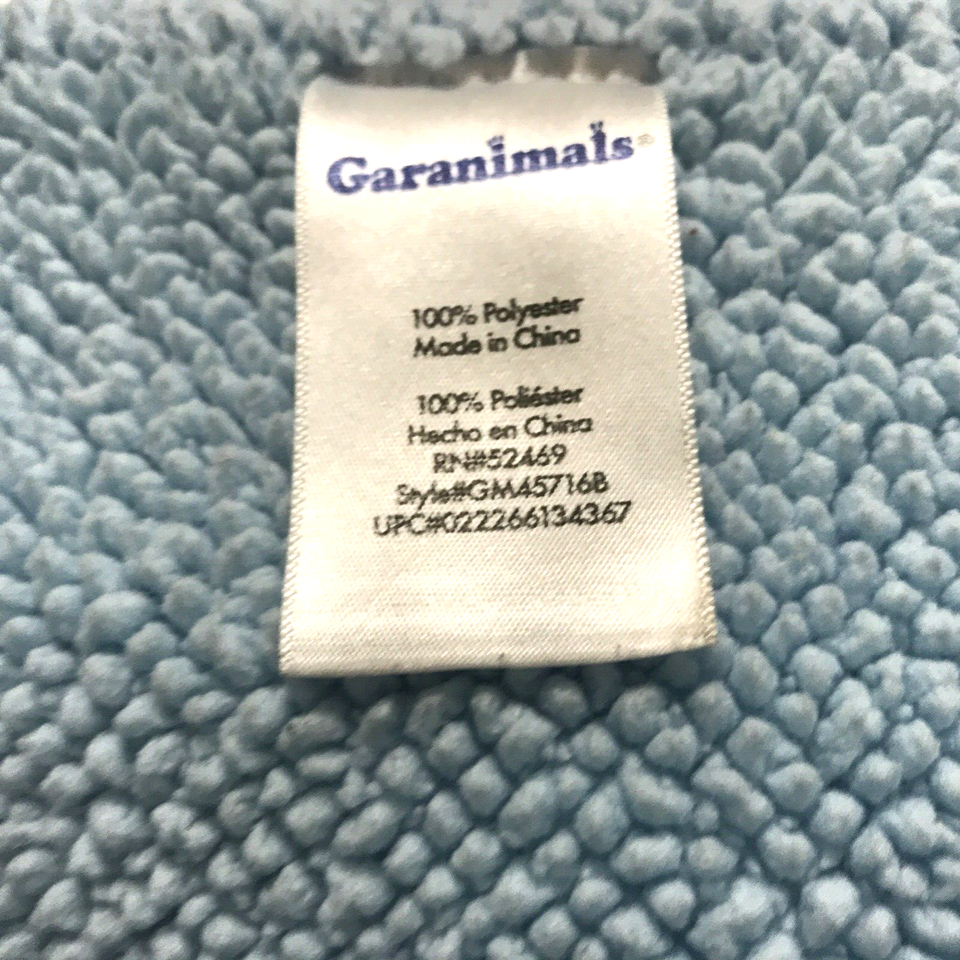 Garanimals®
100% Polyester
Made in China
100% Poliéster
Hecho en China
RN#52469
Style#GM45716B
UPC#022266134367